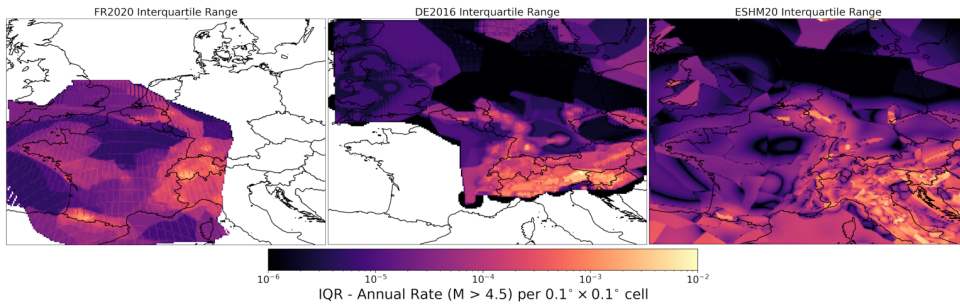 FR2020 Interquartile Range
DE2016 Interquartile Range
ESHM20 Interquartile Range
10⁻⁶ 10⁻⁵ 10⁻⁴ 10⁻³ 10⁻²
IQR - Annual Rate (M > 4.5) per 0.1° × 0.1° cell